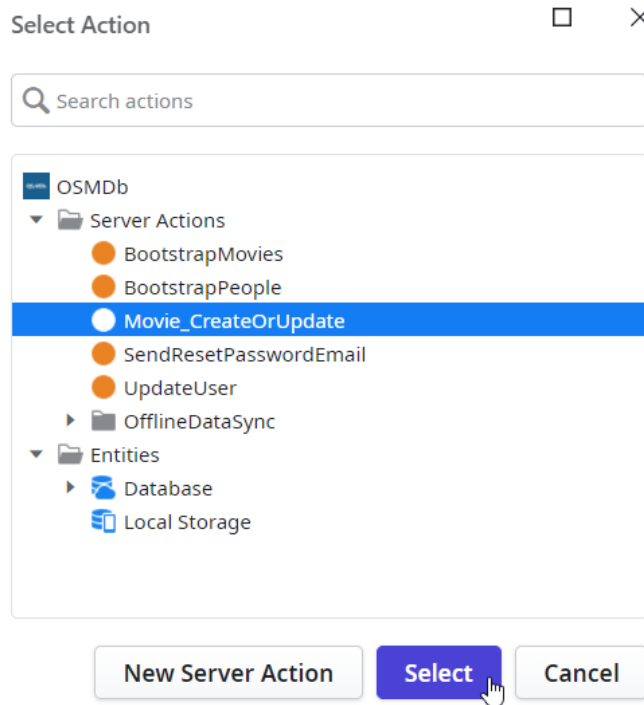 Select Action
Search actions
OSMDb
Server Actions
BootstrapMovies
BootstrapPeople
Movie_CreateOrUpdate
SendResetPasswordEmail
UpdateUser
OfflineDataSync
Entities
Database
Local Storage
New Server Action Select Cancel